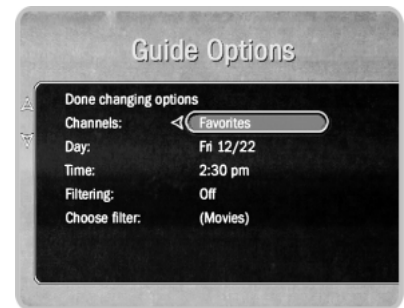 Guide Options
Done changing options
Channels: Favorites
Day: Fri 12/22
Time: 2:30 pm
Filtering: Off
Choose filter: (Movies)